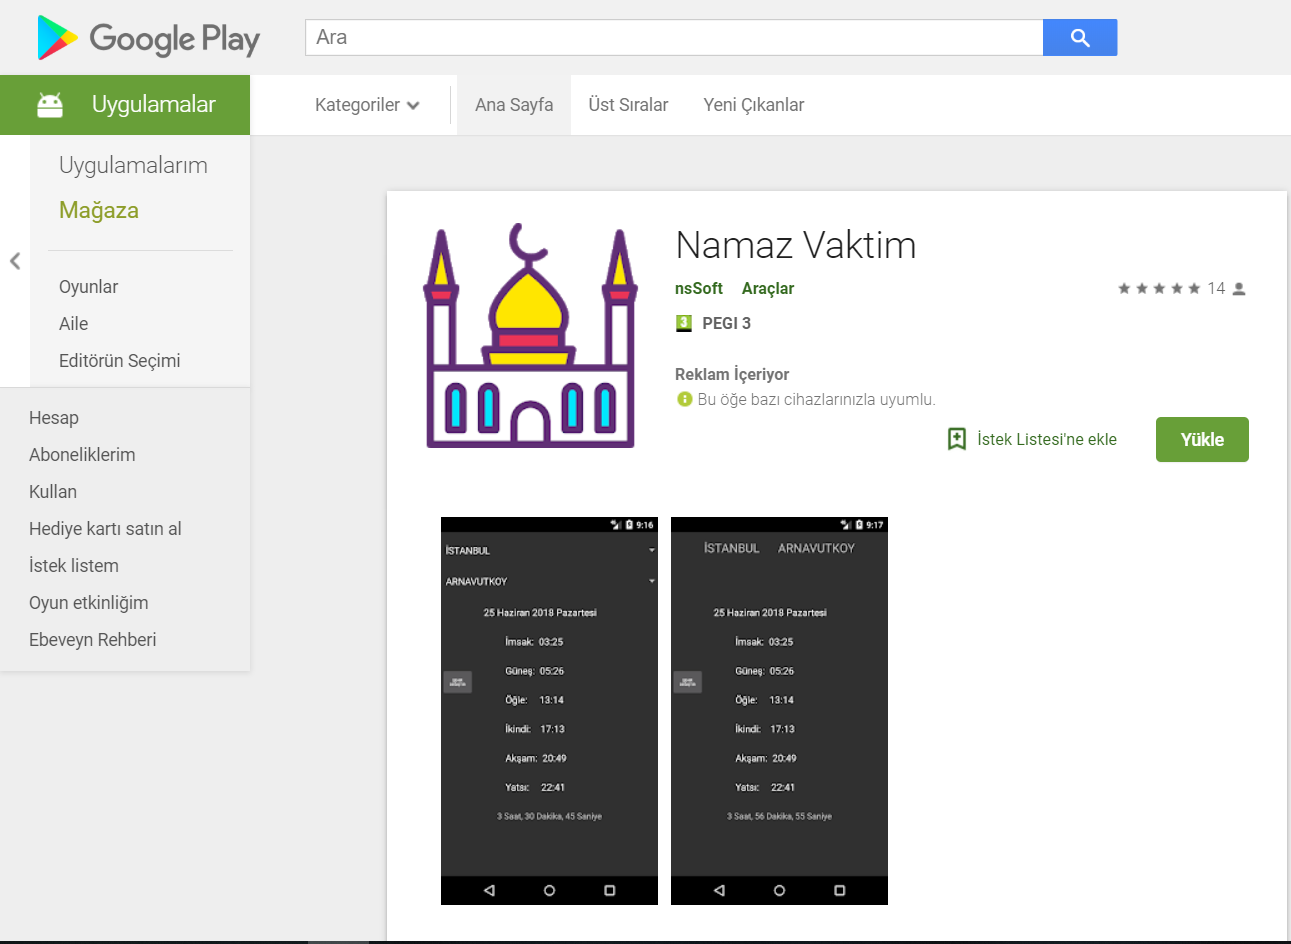 Google Play
Ara
Uygulamalar
Kategoriler
Ana Sayfa
Üst Sıralar
Yeni Çıkanlar
Uygulamalarım
Mağaza
Oyunlar
Aile
Editörün Seçimi
Hesap
Aboneliklerim
Kullan
Hediye kartı satın al
İstek listem
Oyun etkinliğim
Ebeveyn Rehberi
Namaz Vaktim
nsSoft Araçlar
14
3 PEGI 3
Reklam İçeriyor
Bu öğe bazı cihazlarınızla uyumlu.
İstek Listesi'ne ekle
Yükle
9:16
İSTANBUL
ARNAVUTKOY
25 Haziran 2018 Pazartesi
İmsak: 03:25
Güneş: 05:26
Öğle: 13:14
İkindi: 17:13
Akşam: 20:49
Yatsı: 22:41
3 Saat, 30 Dakika, 45 Saniye
9:17
İSTANBUL ARNAVUTKOY
25 Haziran 2018 Pazartesi
İmsak: 03:25
Güneş: 05:26
Öğle: 13:14
İkindi: 17:13
Akşam: 20:49
Yatsı: 22:41
3 Saat, 56 Dakika, 55 Saniye